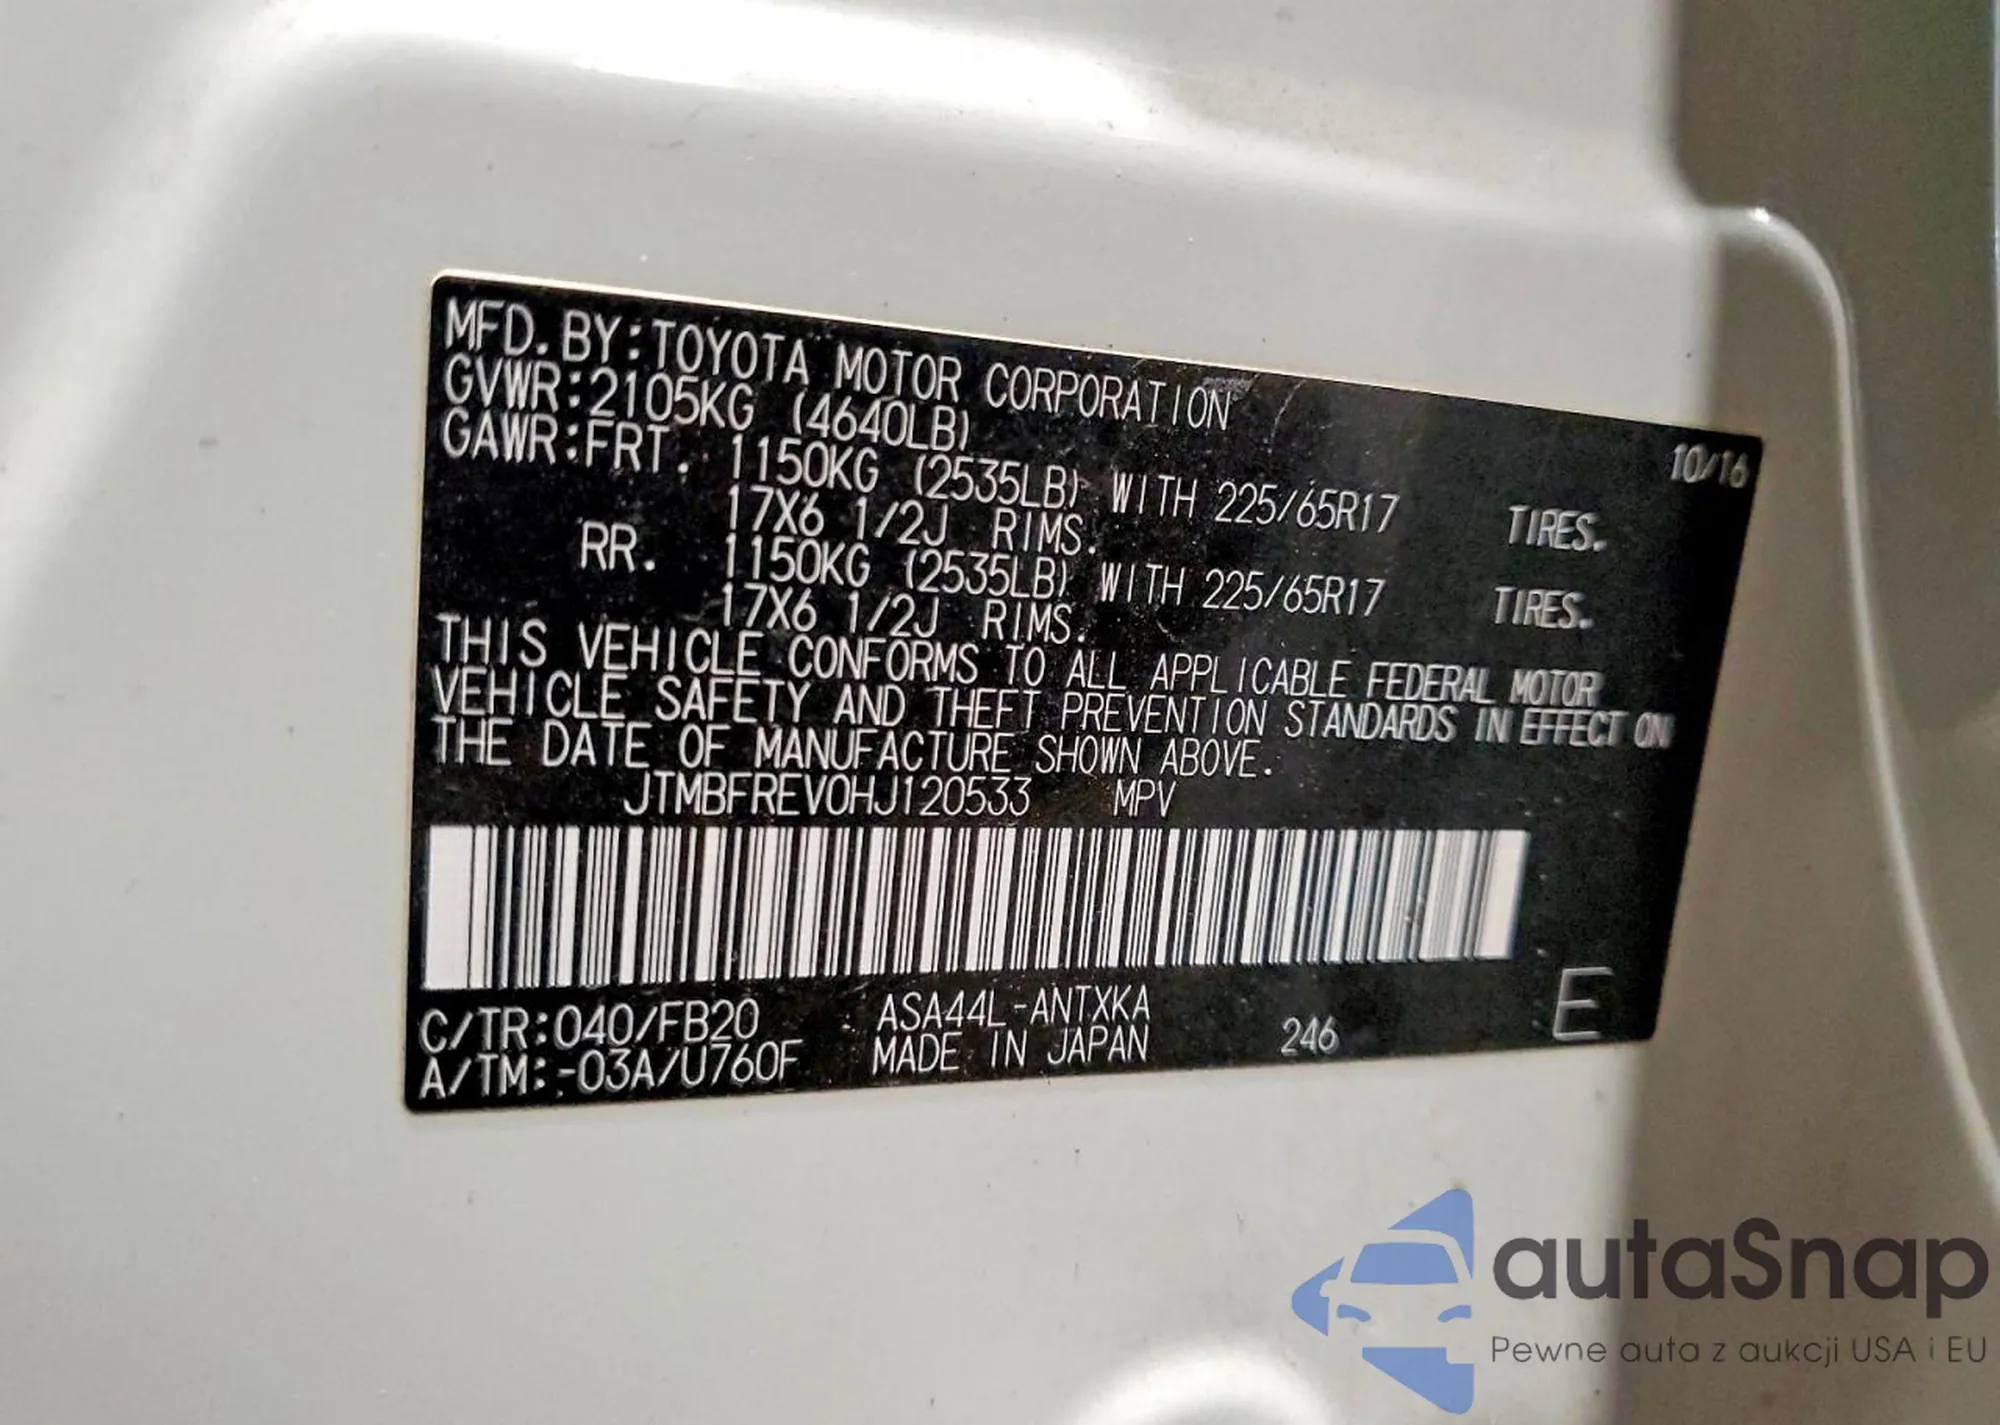 MFD.BY:TOYOTA MOTOR CORPORATION 10/16
GVWR:2105KG (4640LB)
GAWR:FRT. 1150KG (2535LB) WITH 225/65R17 TIRES.
17X6 1/2J RIMS.
RR. 1150KG (2535LB) WITH 225/65R17 TIRES.
17X6 1/2J RIMS.
THIS VEHICLE CONFORMS TO ALL APPLICABLE FEDERAL MOTOR
VEHICLE SAFETY AND THEFT PREVENTION STANDARDS IN EFFECT ON
THE DATE OF MANUFACTURE SHOWN ABOVE.
JTMBFREV0HJ120533 MPV
C/TR:040/FB20 ASA44L-ANTXKA
A/TM:-03A/U760F MADE IN JAPAN 246 E
autaSnap
Pewne auta z aukcji USA i EU